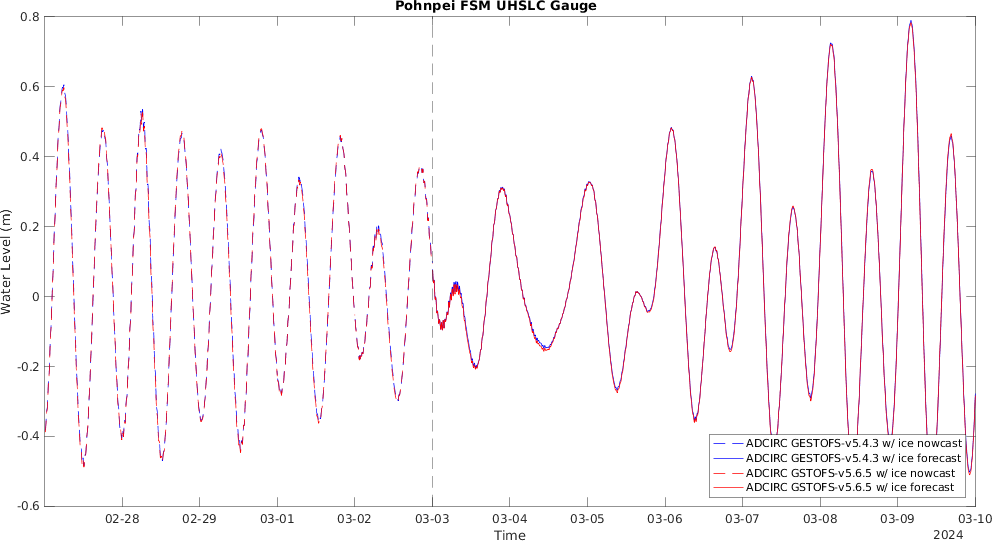 Pohnpei FSM UHSLC Gauge
0.8
0.6
0.4
0.2
0
-0.2
-0.4
-0.6
Water Level (m)
ADCIRC GESTOFS-v5.4.3 w/ ice nowcast
ADCIRC GESTOFS-v5.4.3 w/ ice forecast
ADCIRC GSTOFS-v5.6.5 w/ ice nowcast
ADCIRC GSTOFS-v5.6.5 w/ ice forecast
02-28 02-29 03-01 03-02 03-03 03-04 03-05 03-06 03-07 03-08 03-09 03-10
Time
2024